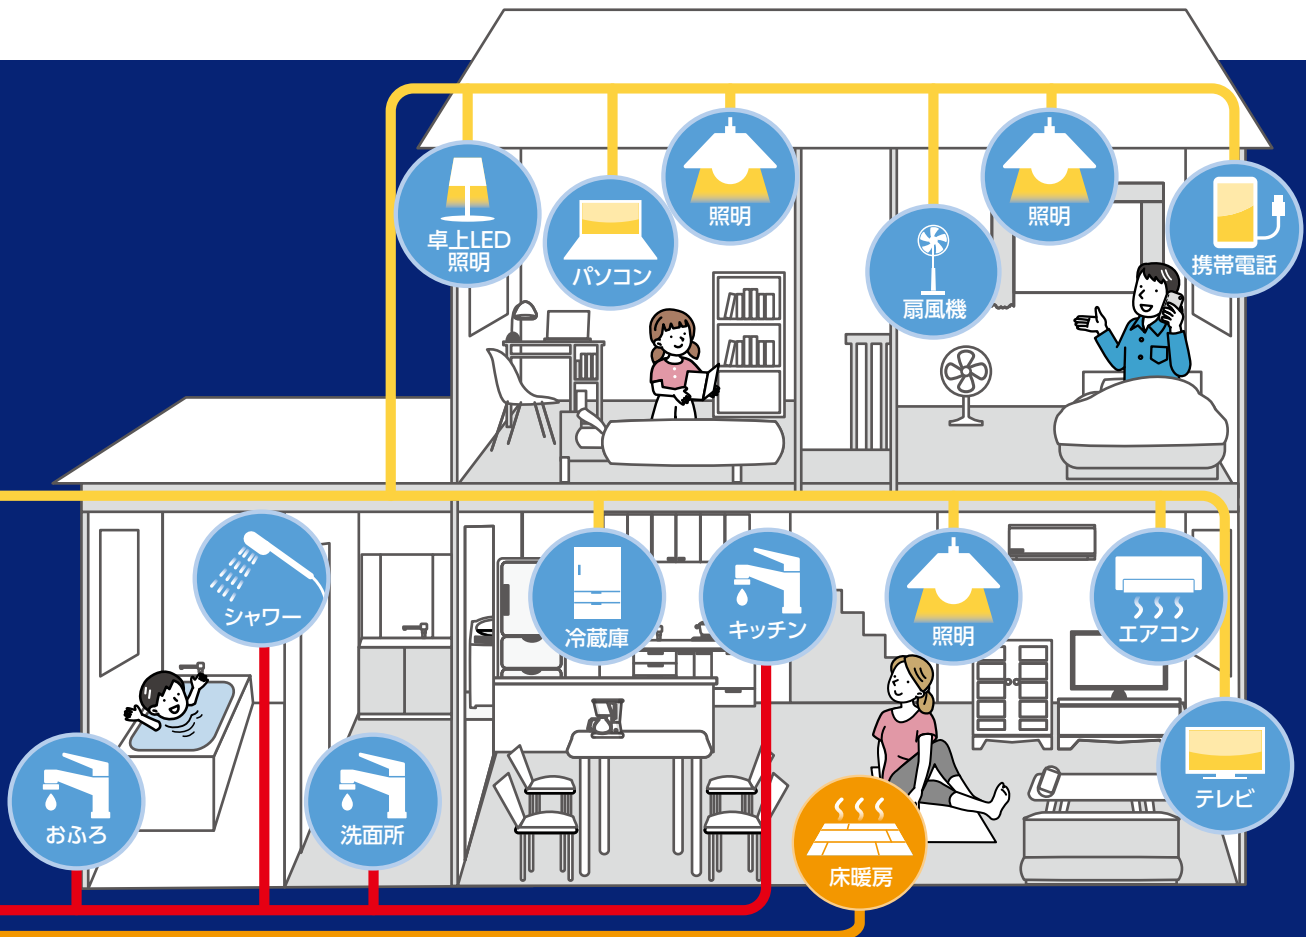 卓上LED
照明
パソコン
照明
扇風機
照明
携帯電話
シャワー
冷蔵庫
キッチン
照明
エアコン
おふろ
洗面所
床暖房
テレビ